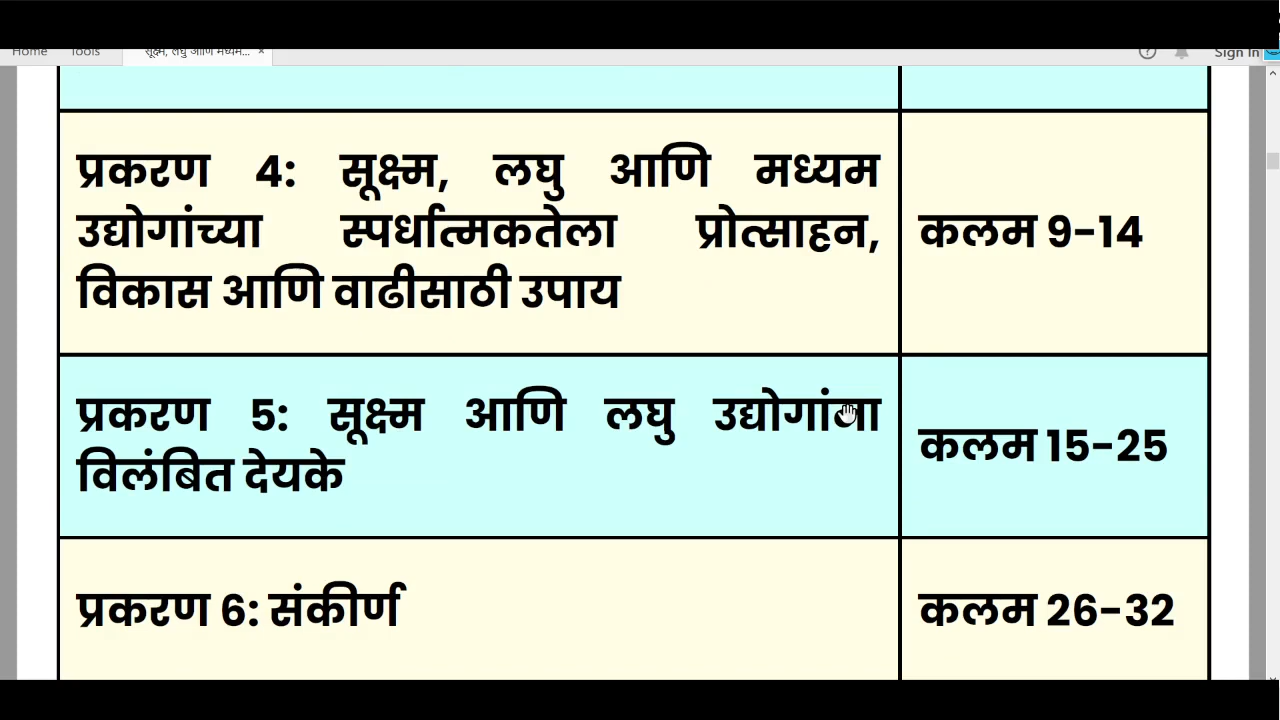 Home Tools सूक्ष्म, लघु आणि मध्यम... × Sign In
प्रकरण 4: सूक्ष्म, लघु आणि मध्यम
उद्योगांच्या स्पर्धात्मकतेला प्रोत्साहन,
विकास आणि वाढीसाठी उपाय
कलम 9-14
प्रकरण 5: सूक्ष्म आणि लघु
विलंबित देयके
कलम 15-25
प्रकरण 6: संकीर्ण
कलम 26-32